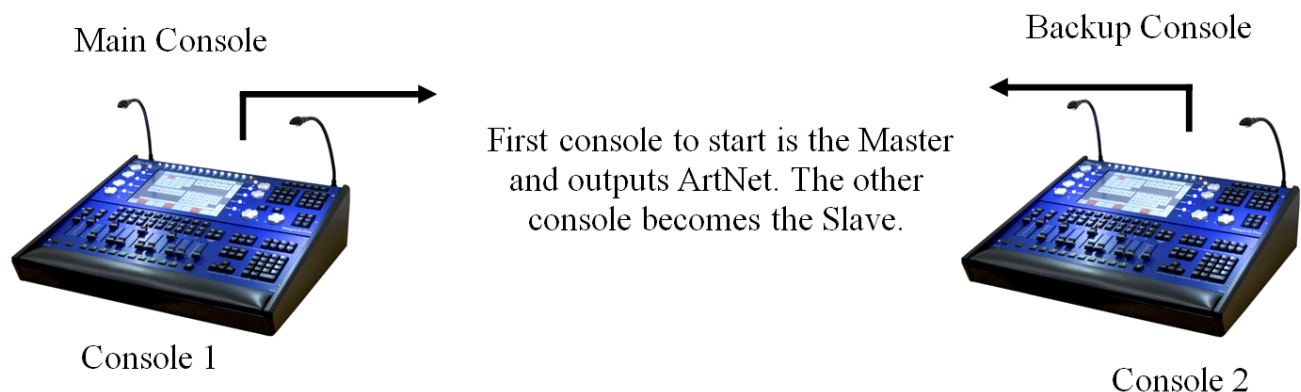 Main Console
Backup Console
First console to start is the Master
and outputs ArtNet. The other
console becomes the Slave.
Console 1
Console 2